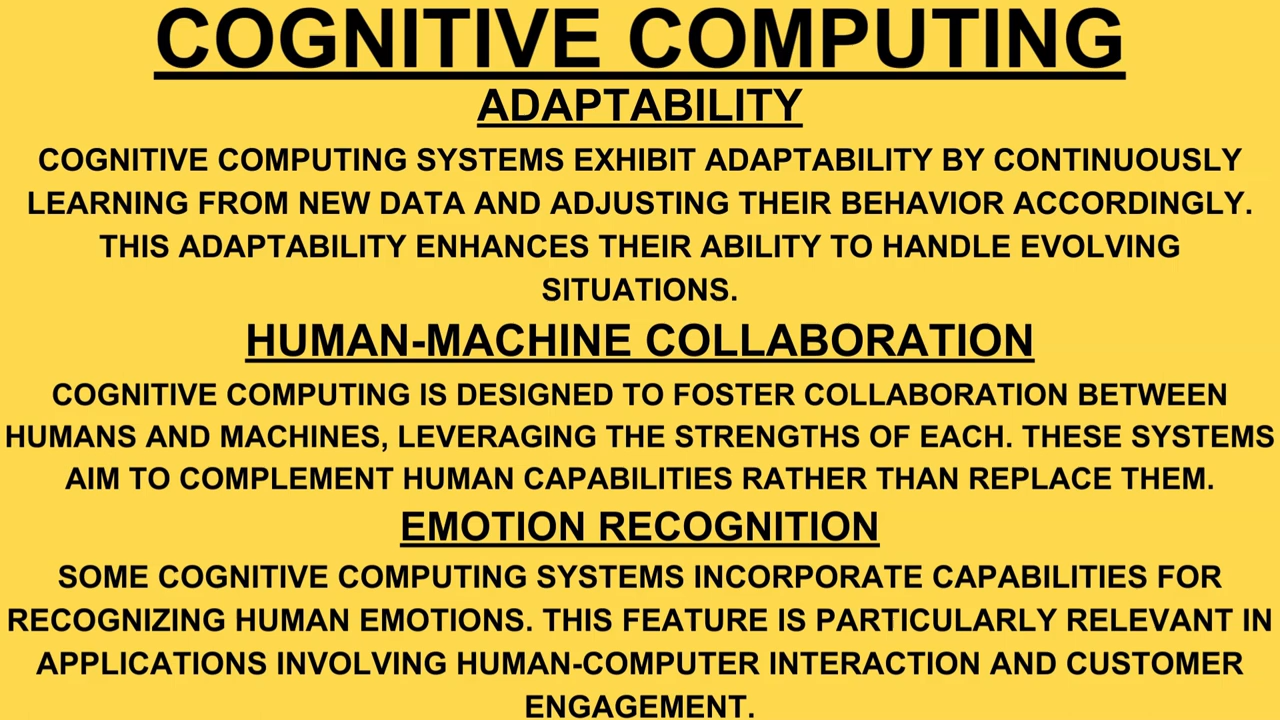 COGNITIVE COMPUTING
ADAPTABILITY
COGNITIVE COMPUTING SYSTEMS EXHIBIT ADAPTABILITY BY CONTINUOUSLY
LEARNING FROM NEW DATA AND ADJUSTING THEIR BEHAVIOR ACCORDINGLY.
THIS ADAPTABILITY ENHANCES THEIR ABILITY TO HANDLE EVOLVING
SITUATIONS.
HUMAN-MACHINE COLLABORATION
COGNITIVE COMPUTING IS DESIGNED TO FOSTER COLLABORATION BETWEEN
HUMANS AND MACHINES, LEVERAGING THE STRENGTHS OF EACH. THESE SYSTEMS
AIM TO COMPLEMENT HUMAN CAPABILITIES RATHER THAN REPLACE THEM.
EMOTION RECOGNITION
SOME COGNITIVE COMPUTING SYSTEMS INCORPORATE CAPABILITIES FOR
RECOGNIZING HUMAN EMOTIONS. THIS FEATURE IS PARTICULARLY RELEVANT IN
APPLICATIONS INVOLVING HUMAN-COMPUTER INTERACTION AND CUSTOMER
ENGAGEMENT.